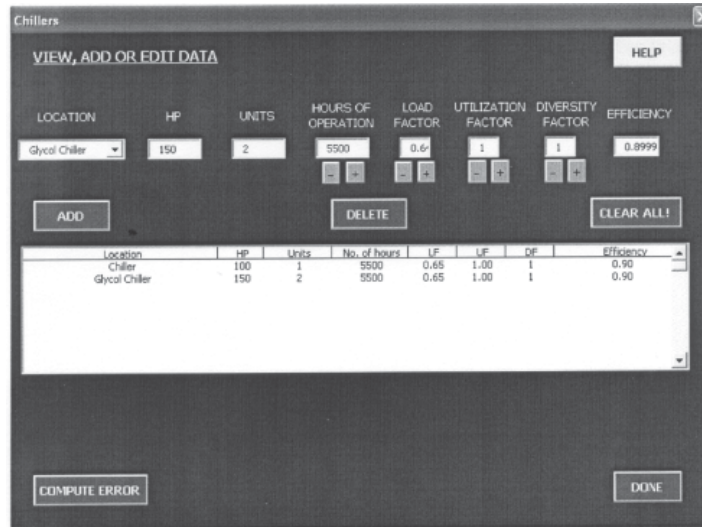 Chillers
VIEW, ADD OR EDIT DATA
HELP
LOCATION HP UNITS HOURS OF OPERATION LOAD FACTOR UTILIZATION FACTOR DIVERSITY FACTOR EFFICIENCY
Glycol Chiller 150 2 5500 0.6 1 1 0.8999
- + - + - + - +
ADD DELETE CLEAR ALL!
Location HP Units No. of hours LF UF DF Efficiency
Chiller 100 1 5500 0.65 1.00 1 0.90
Glycol Chiller 150 2 5500 0.65 1.00 1 0.90
COMPUTE ERROR DONE